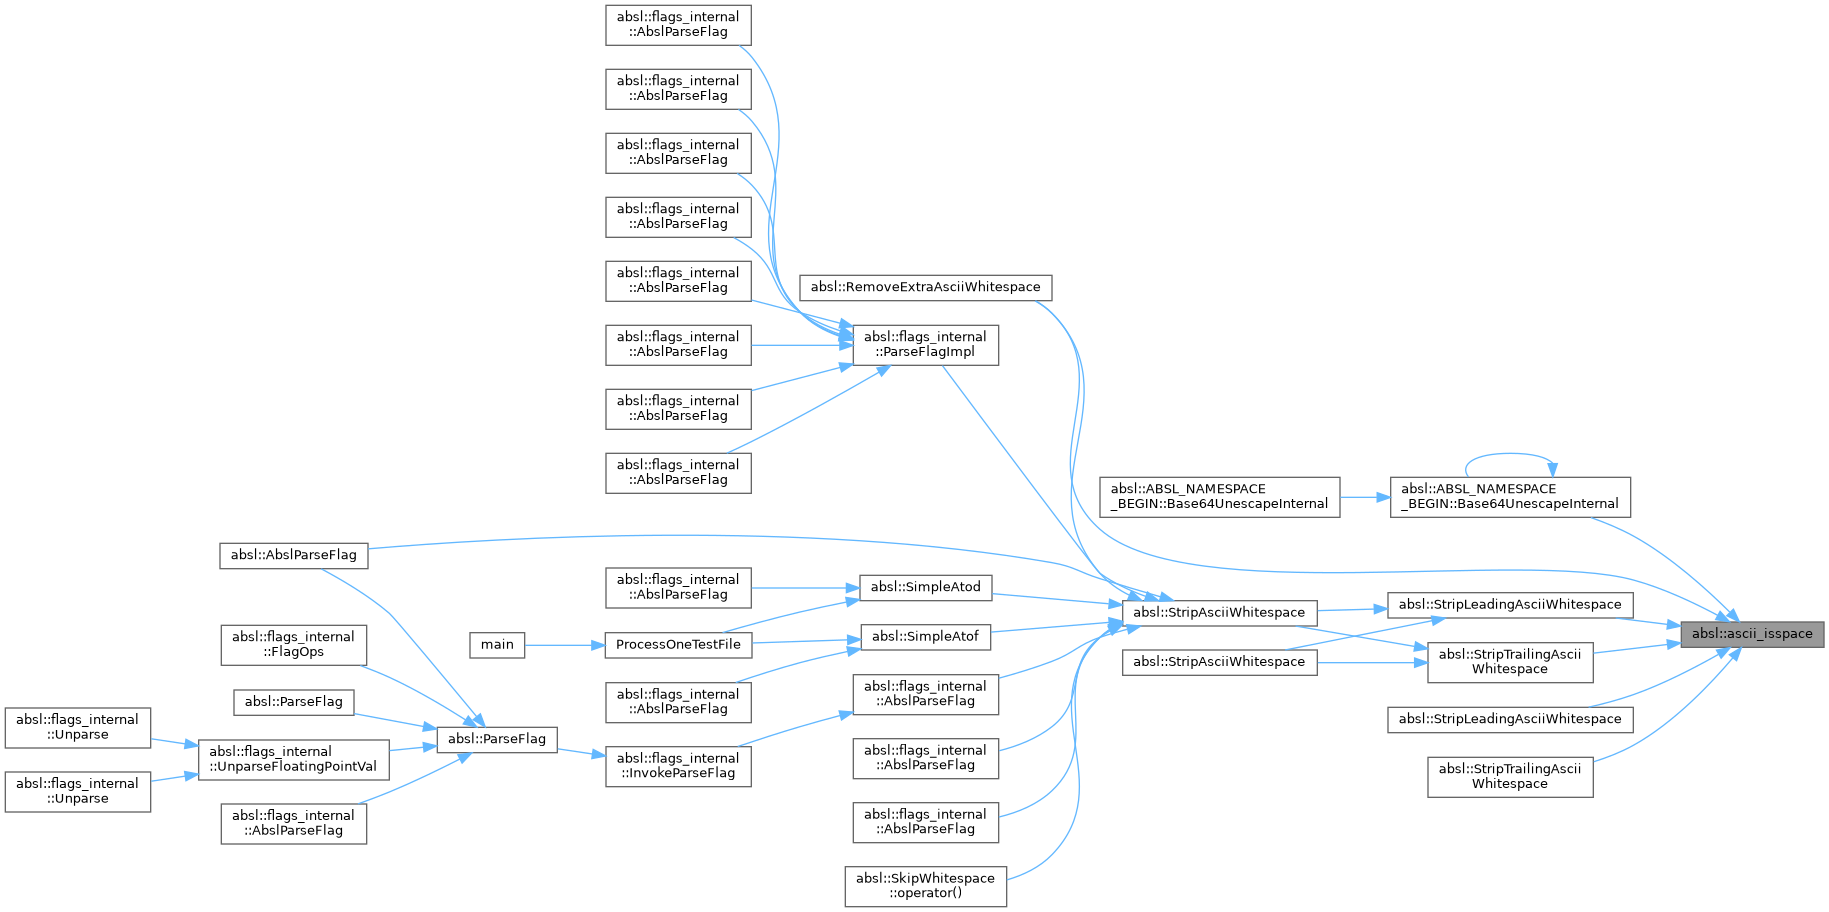 absl::flags_internal
::AbslParseFlag
absl::flags_internal
::AbslParseFlag
absl::flags_internal
::AbslParseFlag
absl::flags_internal
::AbslParseFlag
absl::flags_internal
::AbslParseFlag
absl::RemoveExtraAsciiWhitespace
absl::flags_internal
::AbslParseFlag
absl::flags_internal
::ParseFlagImpl
absl::flags_internal
::AbslParseFlag
absl::flags_internal
::AbslParseFlag
absl::ABSL_NAMESPACE
_BEGIN::Base64UnescapeInternal
absl::ABSL_NAMESPACE
_BEGIN::Base64UnescapeInternal
absl::AbslParseFlag
absl::flags_internal
::AbslParseFlag
absl::SimpleAtod
absl::StripAsciiWhitespace
absl::StripLeadingAsciiWhitespace
absl::ascii_isspace
main
ProcessOneTestFile
absl::SimpleAtof
absl::flags_internal
::FlagOps
absl::StripAsciiWhitespace
absl::StripTrailingAscii
Whitespace
absl::flags_internal
::AbslParseFlag
absl::flags_internal
::AbslParseFlag
absl::ParseFlag
absl::StripLeadingAsciiWhitespace
absl::flags_internal
::Unparse
absl::ParseFlag
absl::flags_internal
::UnparseFloatingPointVal
absl::flags_internal
::InvokeParseFlag
absl::flags_internal
::AbslParseFlag
absl::StripTrailingAscii
Whitespace
absl::flags_internal
::Unparse
absl::flags_internal
::AbslParseFlag
absl::flags_internal
::AbslParseFlag
absl::SkipWhitespace
::operator()